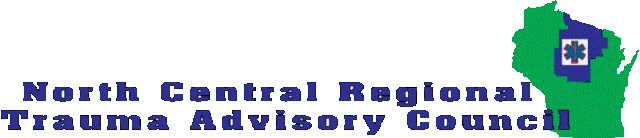 North Central Regional
Trauma Advisory Council